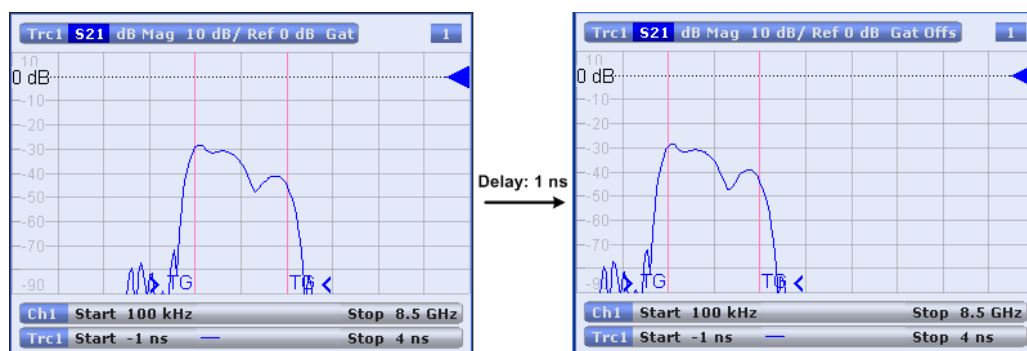 Trc1 S21 dB Mag 10 dB/ Ref 0 dB Gat 1
10
0 dB
-10
-20
-30
-40
-50
-60
-70
-90
TG TG
Ch1 Start 100 kHz Stop 8.5 GHz
Trc1 Start -1 ns Stop 4 ns
Delay: 1 ns
Trc1 S21 dB Mag 10 dB/ Ref 0 dB Gat Offs 1
10
0 dB
-10
-20
-30
-40
-50
-60
-70
-90
TG TG
Ch1 Start 100 kHz Stop 8.5 GHz
Trc1 Start -1 ns Stop 4 ns